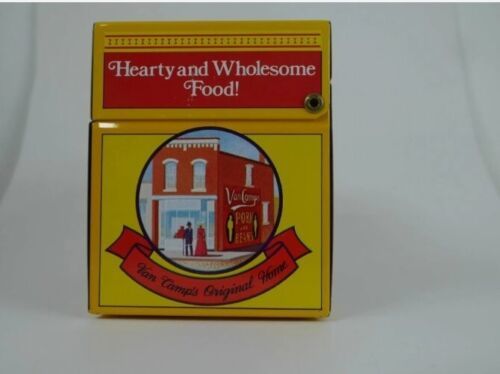 Hearty and Wholesome
Food!
Van Camp's
PORK
AND
BEANS
Van Camp's Original Home